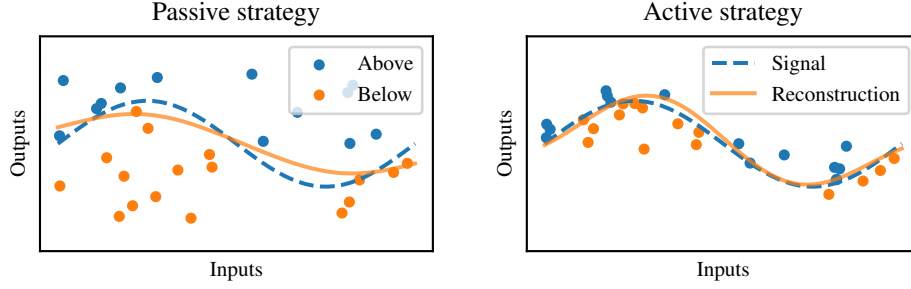 Passive strategy
Above
Below
Outputs
Inputs
Active strategy
Signal
Reconstruction
Outputs
Inputs